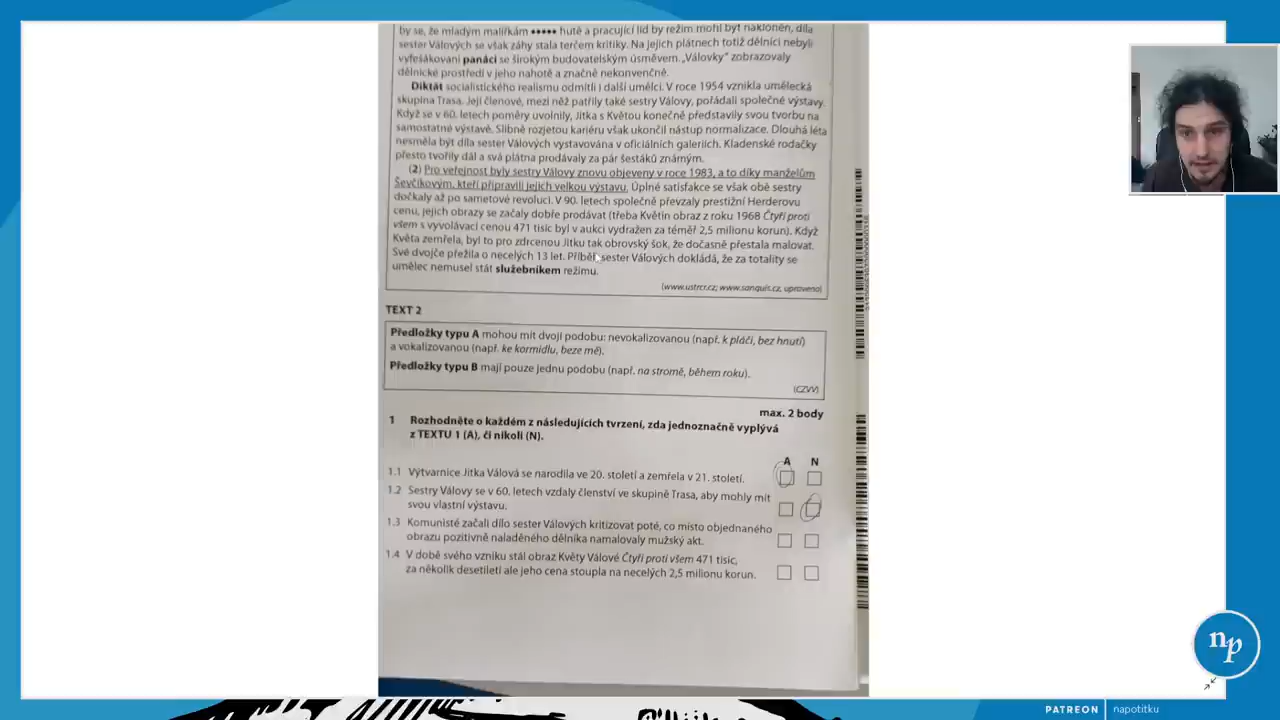 by se, že mladým malířkám ••••• hutě a pracující lid by režim mohl být nakloněn, díla
sester Válových se však záhy stala terčem kritiky. Na jejich plátnech totiž dělníci nebyli
vyfešákovaní panáci se širokým budovatelským úsměvem. „Válovky" zobrazovaly
dělnické prostředí v jeho nahotě a značně nekonvenčně.
Diktát socialistického realismu odmítli i další umělci. V roce 1954 vznikla umělecká
skupina Trasa. Její členové, mezi něž patřily také sestry Válovy, pořádali společné výstavy.
Když se v 60. letech poměry uvolnily, Jitka s Květou konečně představily svou tvorbu na
samostatné výstavě. Slibně rozjetou kariéru však ukončil nástup normalizace. Dlouhá léta
nesměla být díla sester Válových vystavována v oficiálních galeriích. Kladenské rodačky
přesto tvořily dál a svá plátna prodávaly za pár šestáků známým.
(2) Pro veřejnost byly sestry Válovy znovu objeveny v roce 1983, a to díky manželům
Ševčíkovým, kteří připravili jejich velkou výstavu. Úplné satisfakce se však obě sestry
dočkaly až po sametové revoluci. V 90. letech společně převzaly prestižní Herderovu
cenu, jejich obrazy se začaly dobře prodávat (třeba Květin obraz z roku 1968 Čtyři proti
všem s vyvolávací cenou 471 tisíc byl v aukci vydražen za téměř 2,5 milionu korun). Když
Květa zemřela, byl to pro zdrcenou Jitku tak obrovský šok, že dočasně přestala malovat.
Své dvojče přežila o necelých 13 let. Příběh sester Válových dokládá, že za totality se
umělec nemusel stát služebníkem režimu.
(www.ustrcr.cz; www.sanquis.cz, upraveno)
TEXT 2
Předložky typu A mohou mít dvojí podobu: nevokalizovanou (např. k pláči, bez hnutí)
a vokalizovanou (např. ke kormidlu, beze mě).
Předložky typu B mají pouze jednu podobu (např. na stromě, během roku).
(CZVV)
max. 2 body
1 Rozhodněte o každém z následujících tvrzení, zda jednoznačně vyplývá
z TEXTU 1 (A), či nikoli (N).
A N
1.1 Výtvarnice Jitka Válová se narodila ve 20. století a zemřela v 21. století.
1.2 Sestry Válovy se v 60. letech vzdaly členství ve skupině Trasa, aby mohly mít
svou vlastní výstavu.
1.3 Komunisté začali dílo sester Válových kritizovat poté, co místo objednaného
obrazu pozitivně naladěného dělníka namalovaly mužský akt.
1.4 V době svého vzniku stál obraz Květy Válové Čtyři proti všem 471 tisíc,
za několik desetiletí ale jeho cena stoupla na necelých 2,5 milionu korun.
np
PATREON napotitku